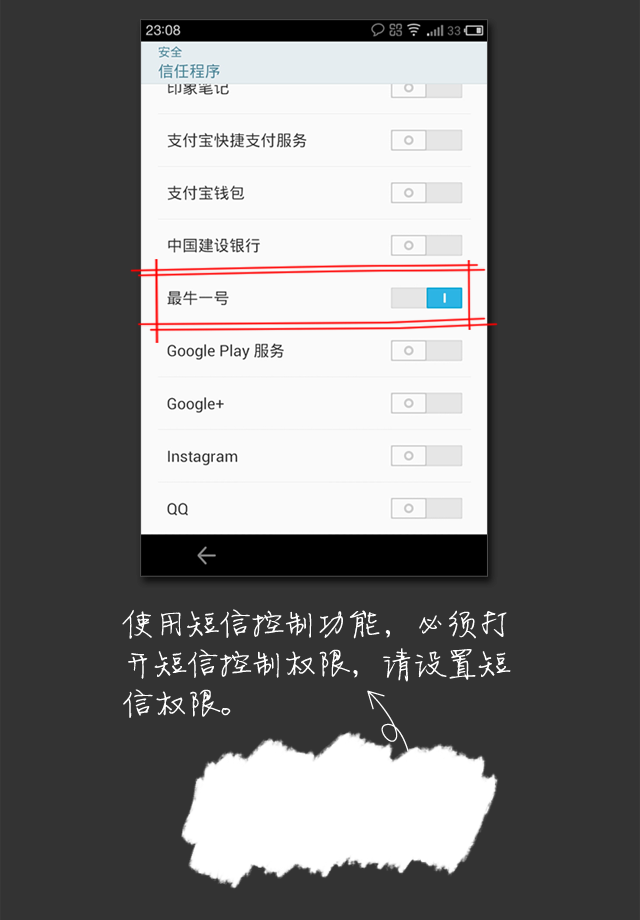 23:08 33
安全
信任程序
印象笔记
支付宝快捷支付服务
支付宝钱包
中国建设银行
最牛一号
Google Play 服务
Google+
Instagram
QQ
使用短信控制功能，必须打
开短信控制权限，请设置短
信权限。